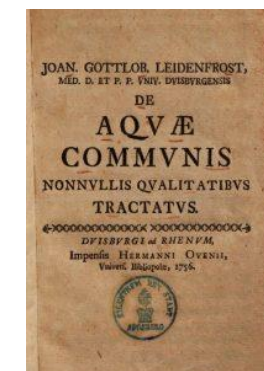 JOAN. GOTTLOB. LEIDENFROST,
MED. D. ET P. P. VNIV. DVISBVRGENSIS
DE
AQVÆ
COMMVNIS
NONNVLLIS QVALITATIBVS
TRACTATVS.
DVISBVRGI ad RHENVM,
Impensis HERMANNI OVENII,
Univers. Bibliopolæ, 1756.